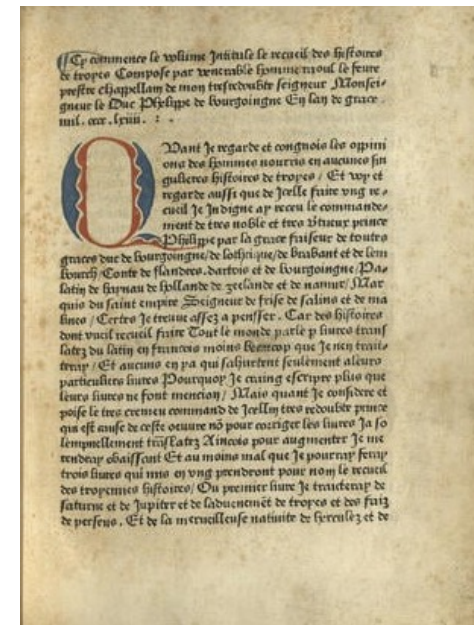 Cy commence le volume Intitule le recueil des histoires
de troyes Compose par venerable homme raoul le feure
prestre chappellain de mon tresredoubte seigneur Monsei-
gneur le Duc Phelippe de bourgoingne En lan de grace.
mil. cccc. lxiiii. : .
Quant Je regarde et congnois les oppini
ons des hommes nourris en aucunes sin
gulieres histoires de troyes / Et voy et
regarde aussi que de Icelle faire vng re-
cueil Je Indigne ay receu le commande-
ment de tres noble et tres vertueux prince
Phelippe par la grace faiseur de toutes
graces duc de bourgoingne/de lothrique/de brabant et de lem
bourch/Conte de flandres.dartois et de bourgoingne/Pa-
latin de haynau de hollande de zeelande et de namur/Mar
quis du saint empire Seigneur de frise de salins et de ma
lines / Certes Je treuue assez a pensser. Car des histoires
dont vueil recueil faire Tout le monde parle p liures trans
latez du latin en francois moins beaucop que Je nen trait-
teray / Et aucuns en ya qui sahurtent seulement aleurs
particuliers liures Pourquoy Je craing escripre plus que
leurs liures ne font mencion / Mais quant Je considere et
poise le tres cremeu command de Icellui tres redoubte prince
qui est cause de ceste oeuure nõ pour corriger les liures Ja so
lempnellement trãslatez Aincois pour augmenter Je me
rendray obaissant Et au moins mal que Je pourray feray
trois liures qui mis en vng prendront pour nom le recueil
des troyennes histoires/ Ou premier liure Je traicteray de
saturne et de Jupiter et de laduenemẽt de troyes et des faiz
de perseus. Et de la merueilleuse natiuite de hercules et de